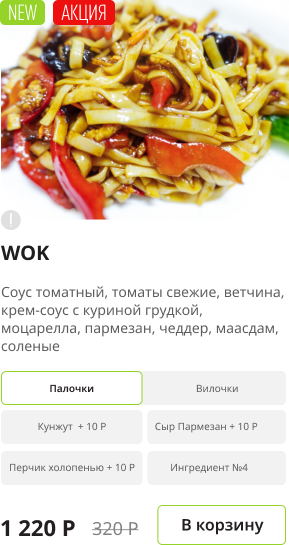 NEW АКЦИЯ
!
WOK
Соус томатный, томаты свежие, ветчина,
крем-соус с куриной грудкой,
моцарелла, пармезан, чеддер, маасдам,
соленые
Палочки Вилочки
Кунжут + 10 Р Сыр Пармезан + 10 Р
Перчик холопенью + 10 Р Ингредиент №4
1 220 Р 320 Р В корзину